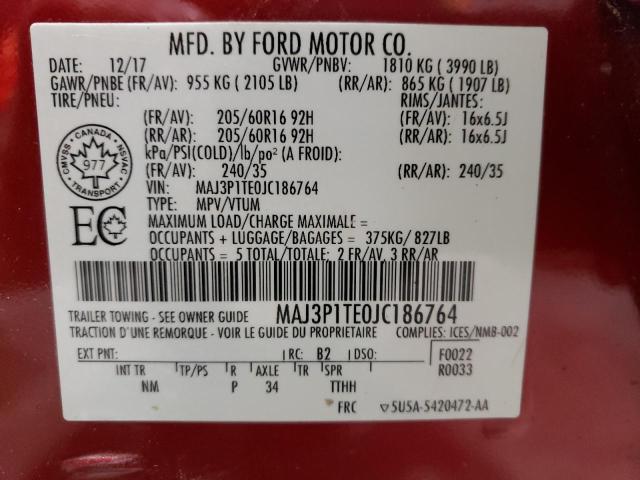 MFD. BY FORD MOTOR CO.
DATE: 12/17 GVWR/PNBV: 1810 KG ( 3990 LB)
GAWR/PNBE (FR/AV): 955 KG ( 2105 LB) (RR/AR): 865 KG ( 1907 LB)
TIRE/PNEU: RIMS/JANTES:
(FR/AV): 205/60R16 92H (FR/AV): 16x6.5J
(RR/AR): 205/60R16 92H (RR/AR): 16x6.5J
kPa/PSI(COLD)/lb/po² (A FROID):
(FR/AV): 240/35 (RR/AR): 240/35
VIN: MAJ3P1TE0JC186764
TYPE: MPV/VTUM
CANADA
CMVSS NSVAC
977
TRANSPORT
EC
MAXIMUM LOAD/CHARGE MAXIMALE =
OCCUPANTS + LUGGAGE/BAGAGES = 375KG/ 827LB
OCCUPANTS = 5 TOTAL/TOTALE: 2 FR/AV, 3 RR/AR
TRAILER TOWING - SEE OWNER GUIDE MAJ3P1TE0JC186764
TRACTION D'UNE REMORQUE - VOIR LE GUIDE DU PROPRIETAIRE COMPLIES: ICES/NMB-002
EXT PNT: RC: B2 DSO: F0022
R0033
INT TR TP/PS R AXLE TR SPR
NM P 34 TTHH
FRC ▽5U5A-5420472-AA